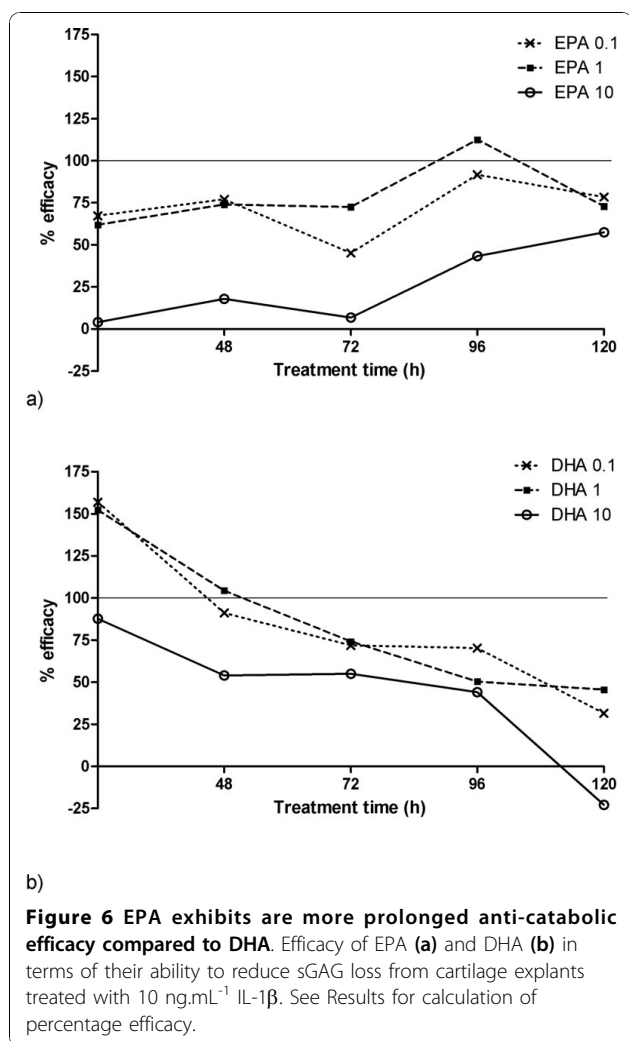 175
150
125
100
75
50
25
0
-25
% efficacy
EPA 0.1
EPA 1
EPA 10
48 72 96 120
Treatment time (h)
a)
175
150
125
100
75
50
25
0
-25
% efficacy
DHA 0.1
DHA 1
DHA 10
48 72 96 120
Treatment time (h)
b)
Figure 6 EPA exhibits are more prolonged anti-catabolic
efficacy compared to DHA. Efficacy of EPA (a) and DHA (b) in
terms of their ability to reduce sGAG loss from cartilage explants
treated with 10 ng.mL⁻¹ IL-1β. See Results for calculation of
percentage efficacy.